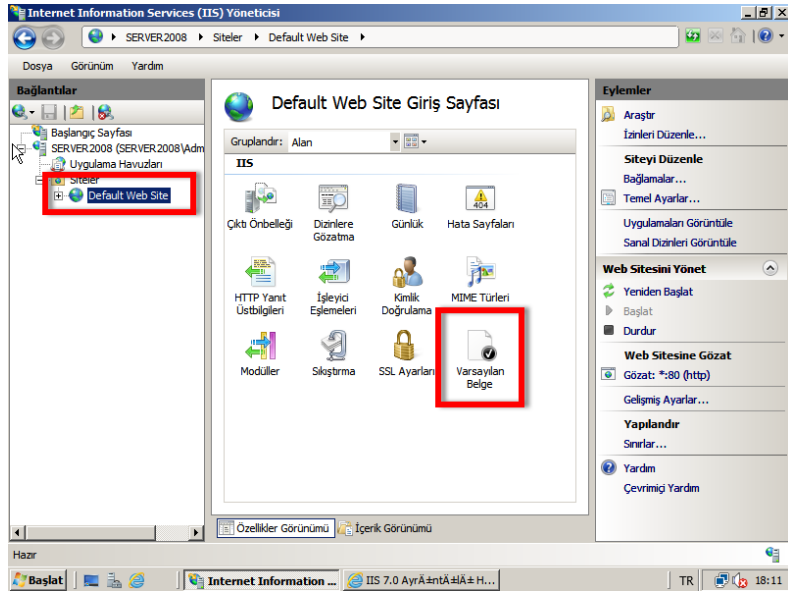 Internet Information Services (IIS) Yöneticisi
SERVER2008 Siteler Default Web Site
Dosya Görünüm Yardım
Bağlantılar
Başlangıç Sayfası
SERVER2008 (SERVER2008\Adm
Uygulama Havuzları
Siteler
Default Web Site
Default Web Site Giriş Sayfası
Gruplandır: Alan
IIS
Çıktı Önbelleği
Dizinlere Gözatma
Günlük
404
Hata Sayfaları
HTTP Yanıt Üstbilgileri
İşleyici Eşlemeleri
Kimlik Doğrulama
MIME Türleri
Modüller
Sıkıştırma
SSL Ayarları
Varsayılan Belge
Özellikler Görünümü
İçerik Görünümü
Eylemler
Araştır
İzinleri Düzenle...
Siteyi Düzenle
Bağlamalar...
Temel Ayarlar...
Uygulamaları Görüntüle
Sanal Dizinleri Görüntüle
Web Sitesini Yönet
Yeniden Başlat
Başlat
Durdur
Web Sitesine Gözat
Gözat: *:80 (http)
Gelişmiş Ayarlar...
Yapılandır
Sınırlar...
Yardım
Çevrimiçi Yardım
Hazır
Başlat
Internet Information ...
IIS 7.0 AyrÄ±ntÄ±lÄ± H...
TR
18:11